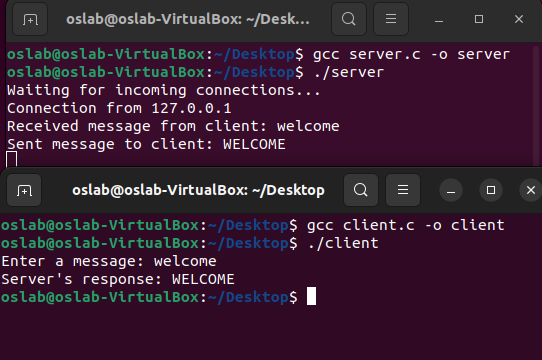 oslab@oslab-VirtualBox: ~/Desk...
oslab@oslab-VirtualBox:~/Desktop$ gcc server.c -o server
oslab@oslab-VirtualBox:~/Desktop$ ./server
Waiting for incoming connections...
Connection from 127.0.0.1
Received message from client: welcome
Sent message to client: WELCOME
oslab@oslab-VirtualBox: ~/Desktop
oslab@oslab-VirtualBox:~/Desktop$ gcc client.c -o client
oslab@oslab-VirtualBox:~/Desktop$ ./client
Enter a message: welcome
Server's response: WELCOME
oslab@oslab-VirtualBox:~/Desktop$